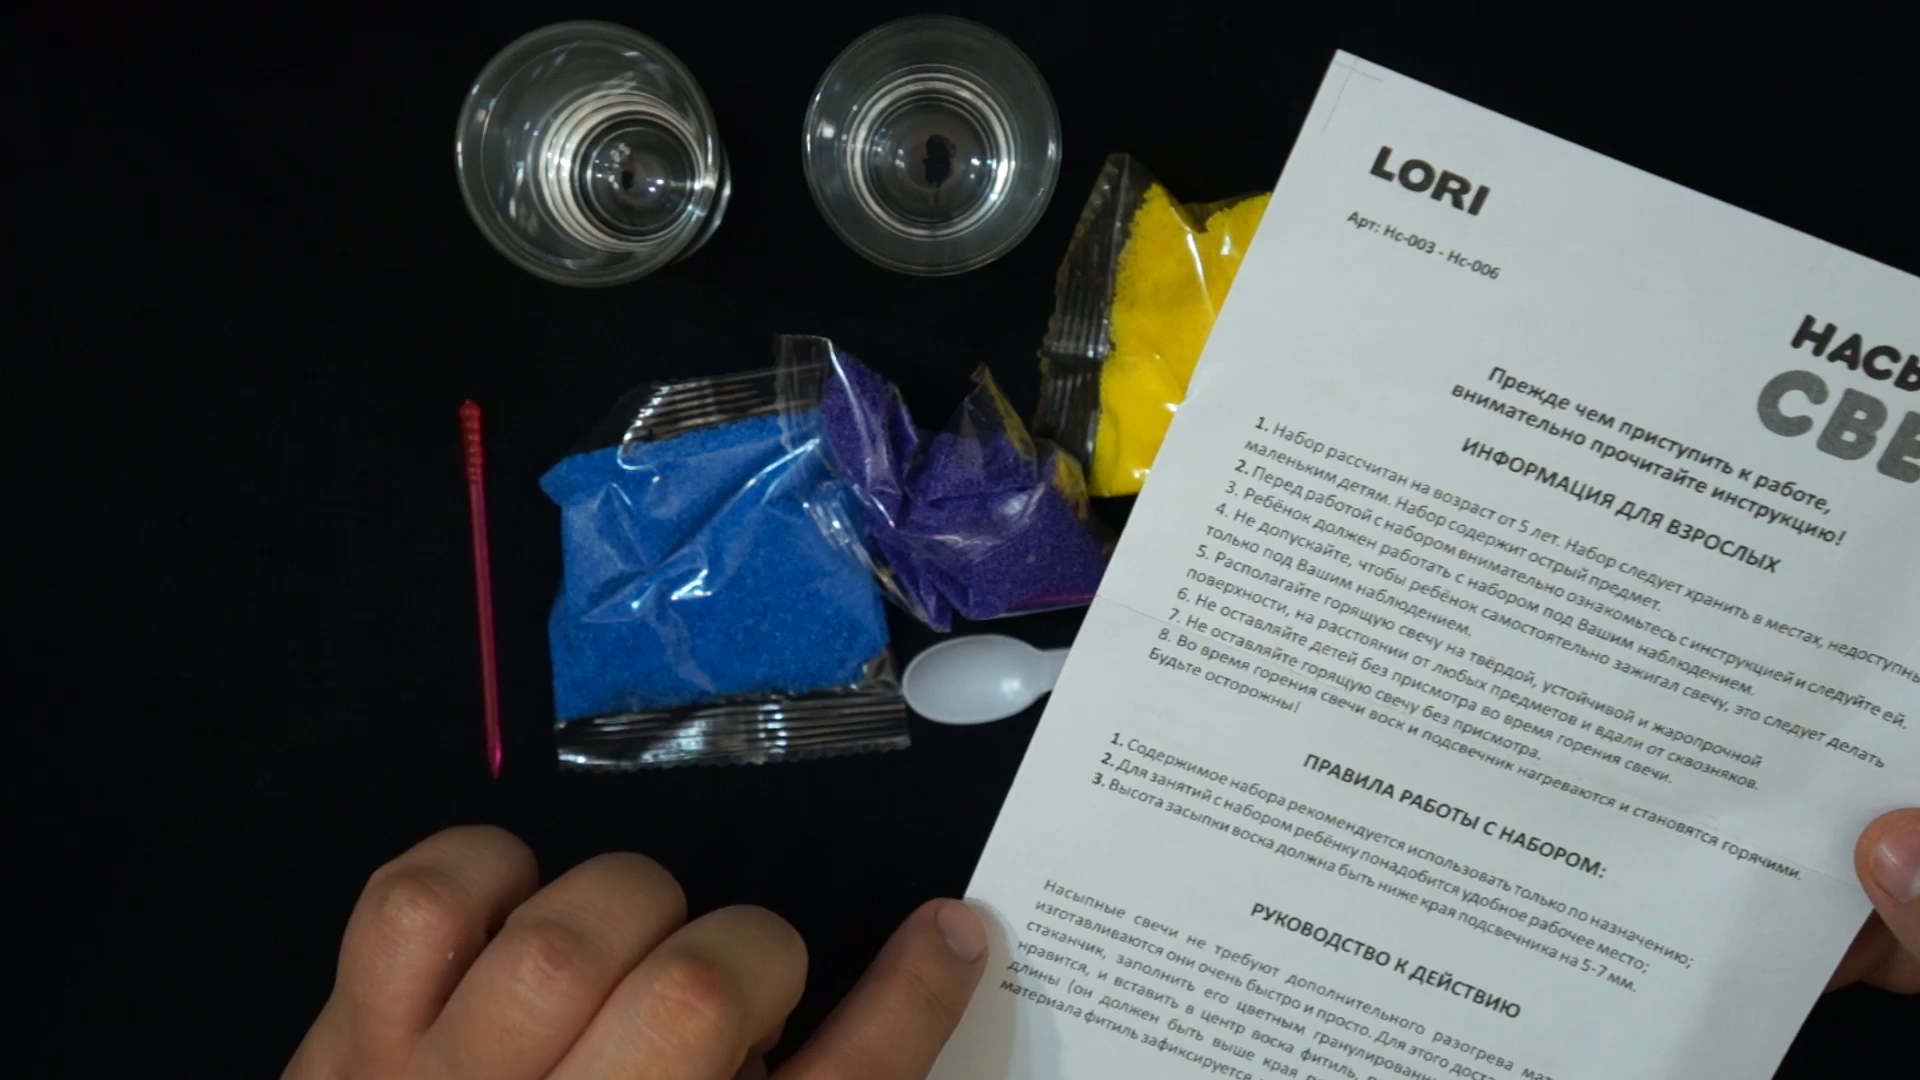 LORI
Арт: Нс-003 - Нс-006
Прежде чем приступить к работе,
внимательно прочитайте инструкцию!
ИНФОРМАЦИЯ ДЛЯ ВЗРОСЛЫХ
1. Набор рассчитан на возраст от 5 лет. Набор следует хранить в местах,
маленьким детям. Набор содержит острый предмет.
2. Перед работой с набором внимательно ознакомьтесь с инструкцией и следуйте ей.
3. Ребёнок должен работать с набором под Вашим наблюдением.
4. Не допускайте, чтобы ребёнок самостоятельно зажигал свечу, это следует делать
только под Вашим наблюдением.
5. Располагайте горящую свечу на твёрдой, устойчивой и жаропрочной
поверхности, на расстоянии от любых предметов и вдали от сквозняков.
6. Не оставляйте детей без присмотра во время горения свечи.
7. Не оставляйте горящую свечу без присмотра.
8. Во время горения свечи воск и подсвечник нагреваются и становятся горячими.
Будьте осторожны!
ПРАВИЛА РАБОТЫ С НАБОРОМ:
1. Содержимое набора рекомендуется использовать только по назначению;
2. Для занятий с набором ребёнку понадобится удобное рабочее место;
3. Высота засыпки воска должна быть ниже края подсвечника на 5-7 мм.
РУКОВОДСТВО К ДЕЙСТВИЮ
Насыпные свечи не требуют дополнительного разогрева
изготавливаются они очень быстро и просто. Для этого
стаканчик, заполнить его цветным
нравится, и вставить в центр воска фитиль,
длины (он должен быть выше края
материала фитиль зафиксируется